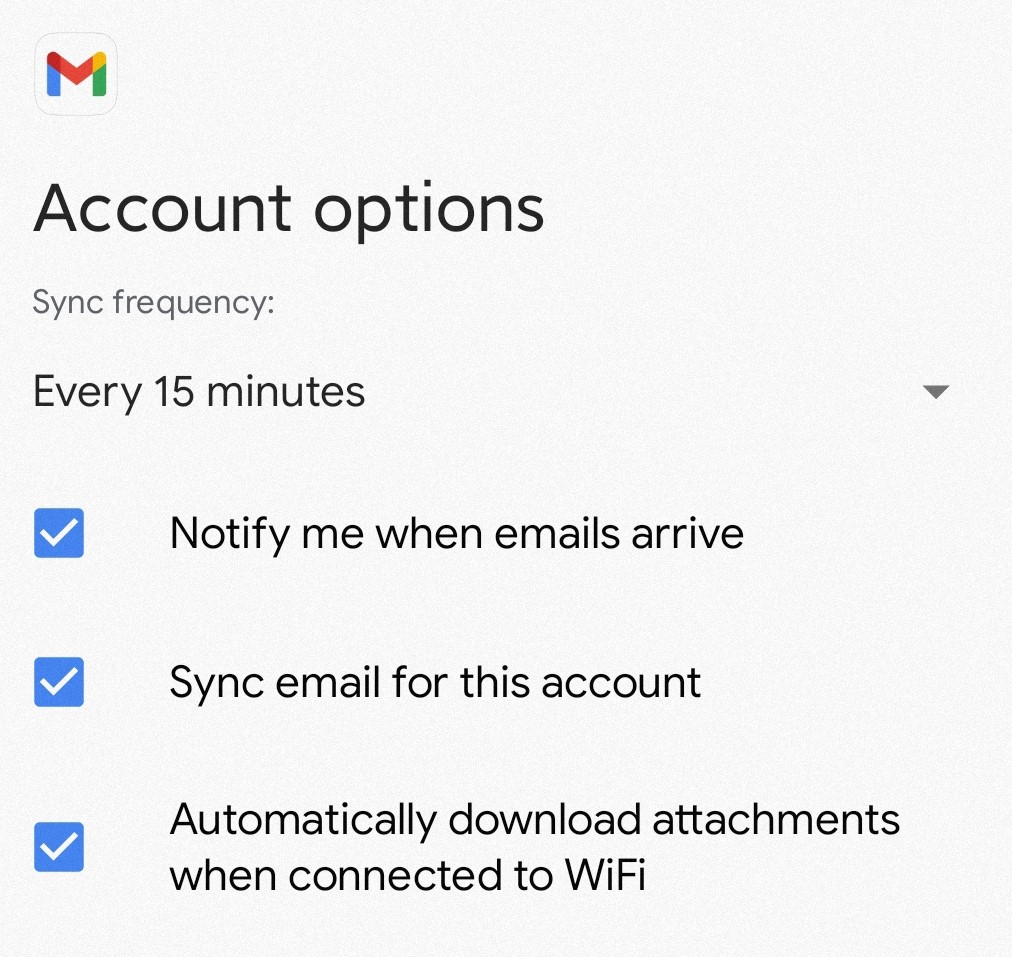 Account options
Sync frequency:
Every 15 minutes
Notify me when emails arrive
Sync email for this account
Automatically download attachments
when connected to WiFi